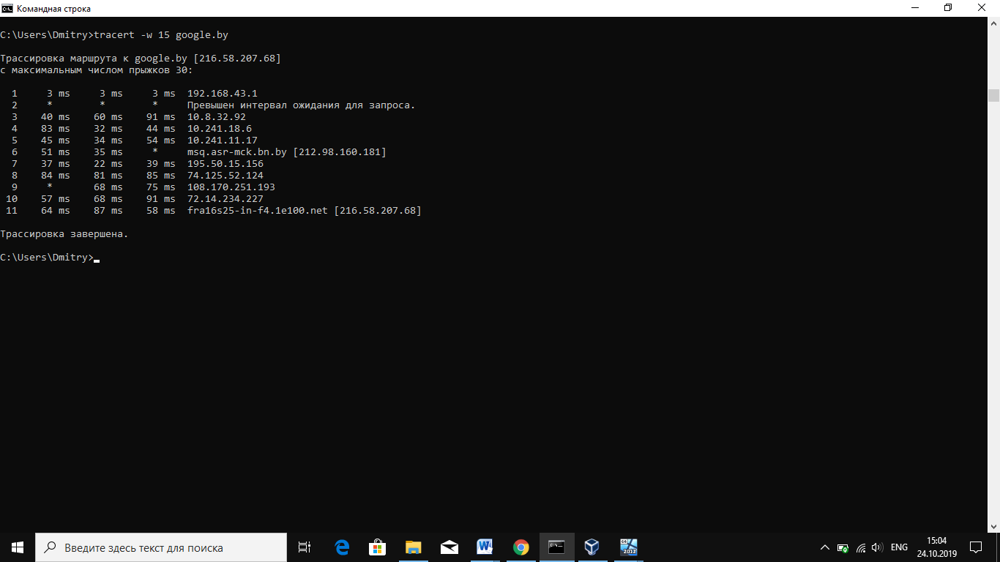 Командная строка
C:\Users\Dmitry>tracert -w 15 google.by
Трассировка маршрута к google.by [216.58.207.68]
с максимальным числом прыжков 30:
1 3 ms 3 ms 3 ms 192.168.43.1
2 * * * Превышен интервал ожидания для запроса.
3 40 ms 60 ms 91 ms 10.8.32.92
4 83 ms 32 ms 44 ms 10.241.18.6
5 45 ms 34 ms 54 ms 10.241.11.17
6 51 ms 35 ms * msq.asr-mck.bn.by [212.98.160.181]
7 37 ms 22 ms 39 ms 195.50.15.156
8 84 ms 81 ms 85 ms 74.125.52.124
9 * 68 ms 75 ms 108.170.251.193
10 57 ms 68 ms 91 ms 72.14.234.227
11 64 ms 87 ms 58 ms fra16s25-in-f4.1e100.net [216.58.207.68]
Трассировка завершена.
C:\Users\Dmitry>
Введите здесь текст для поиска
ENG
15:04
24.10.2019